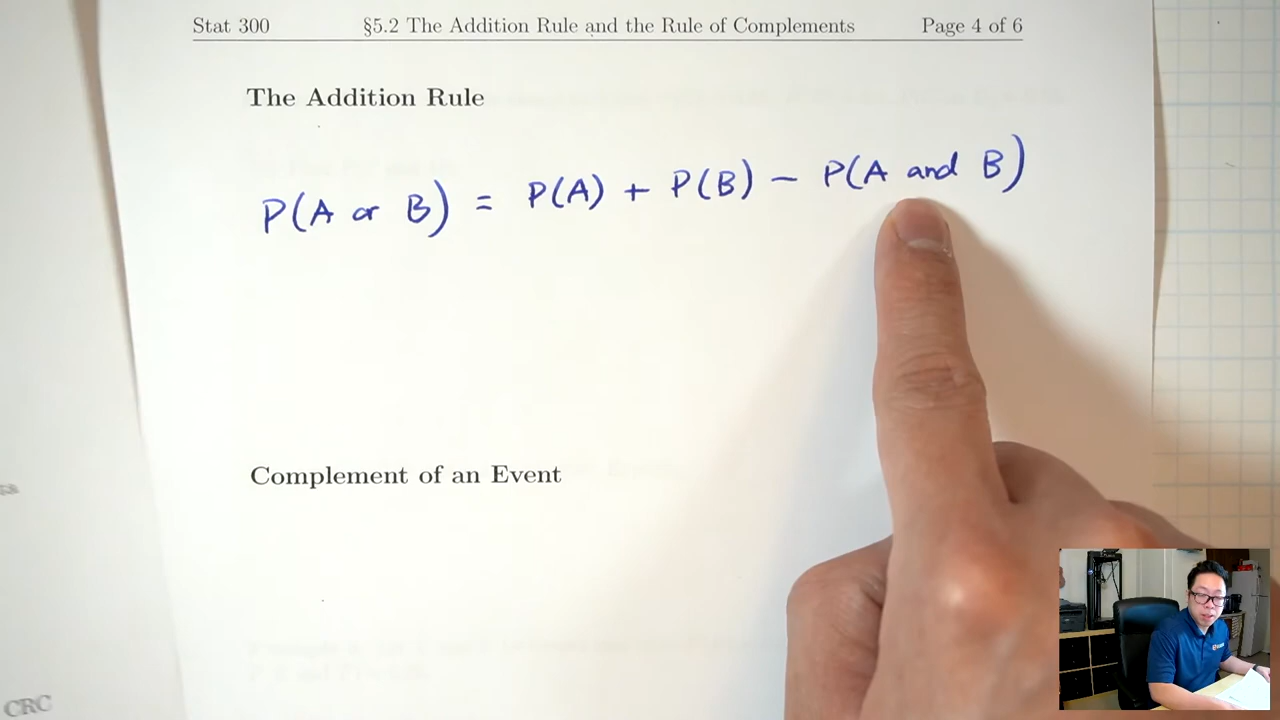 Stat 300 §5.2 The Addition Rule and the Rule of Complements Page 4 of 6
The Addition Rule
P(A or B) = P(A) + P(B) − P(A and B)
Complement of an Event
CRC